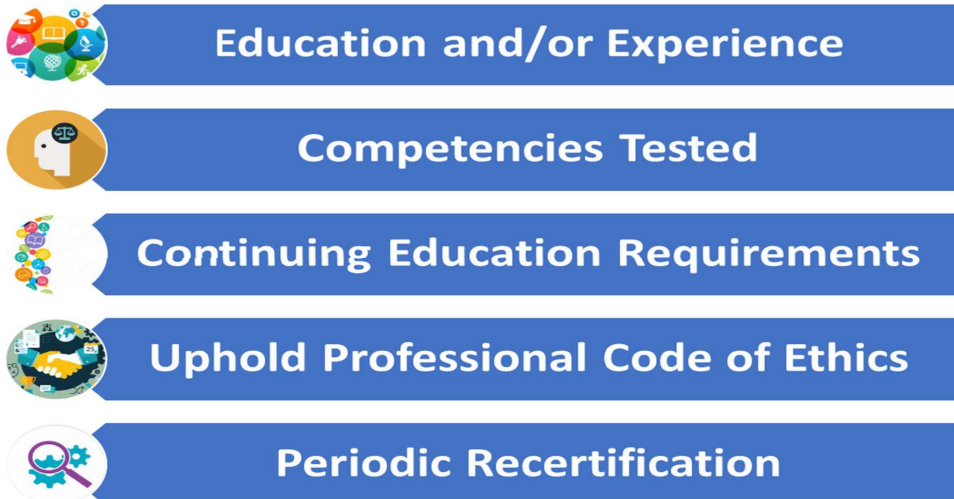 Education and/or Experience
Competencies Tested
Continuing Education Requirements
Uphold Professional Code of Ethics
Periodic Recertification